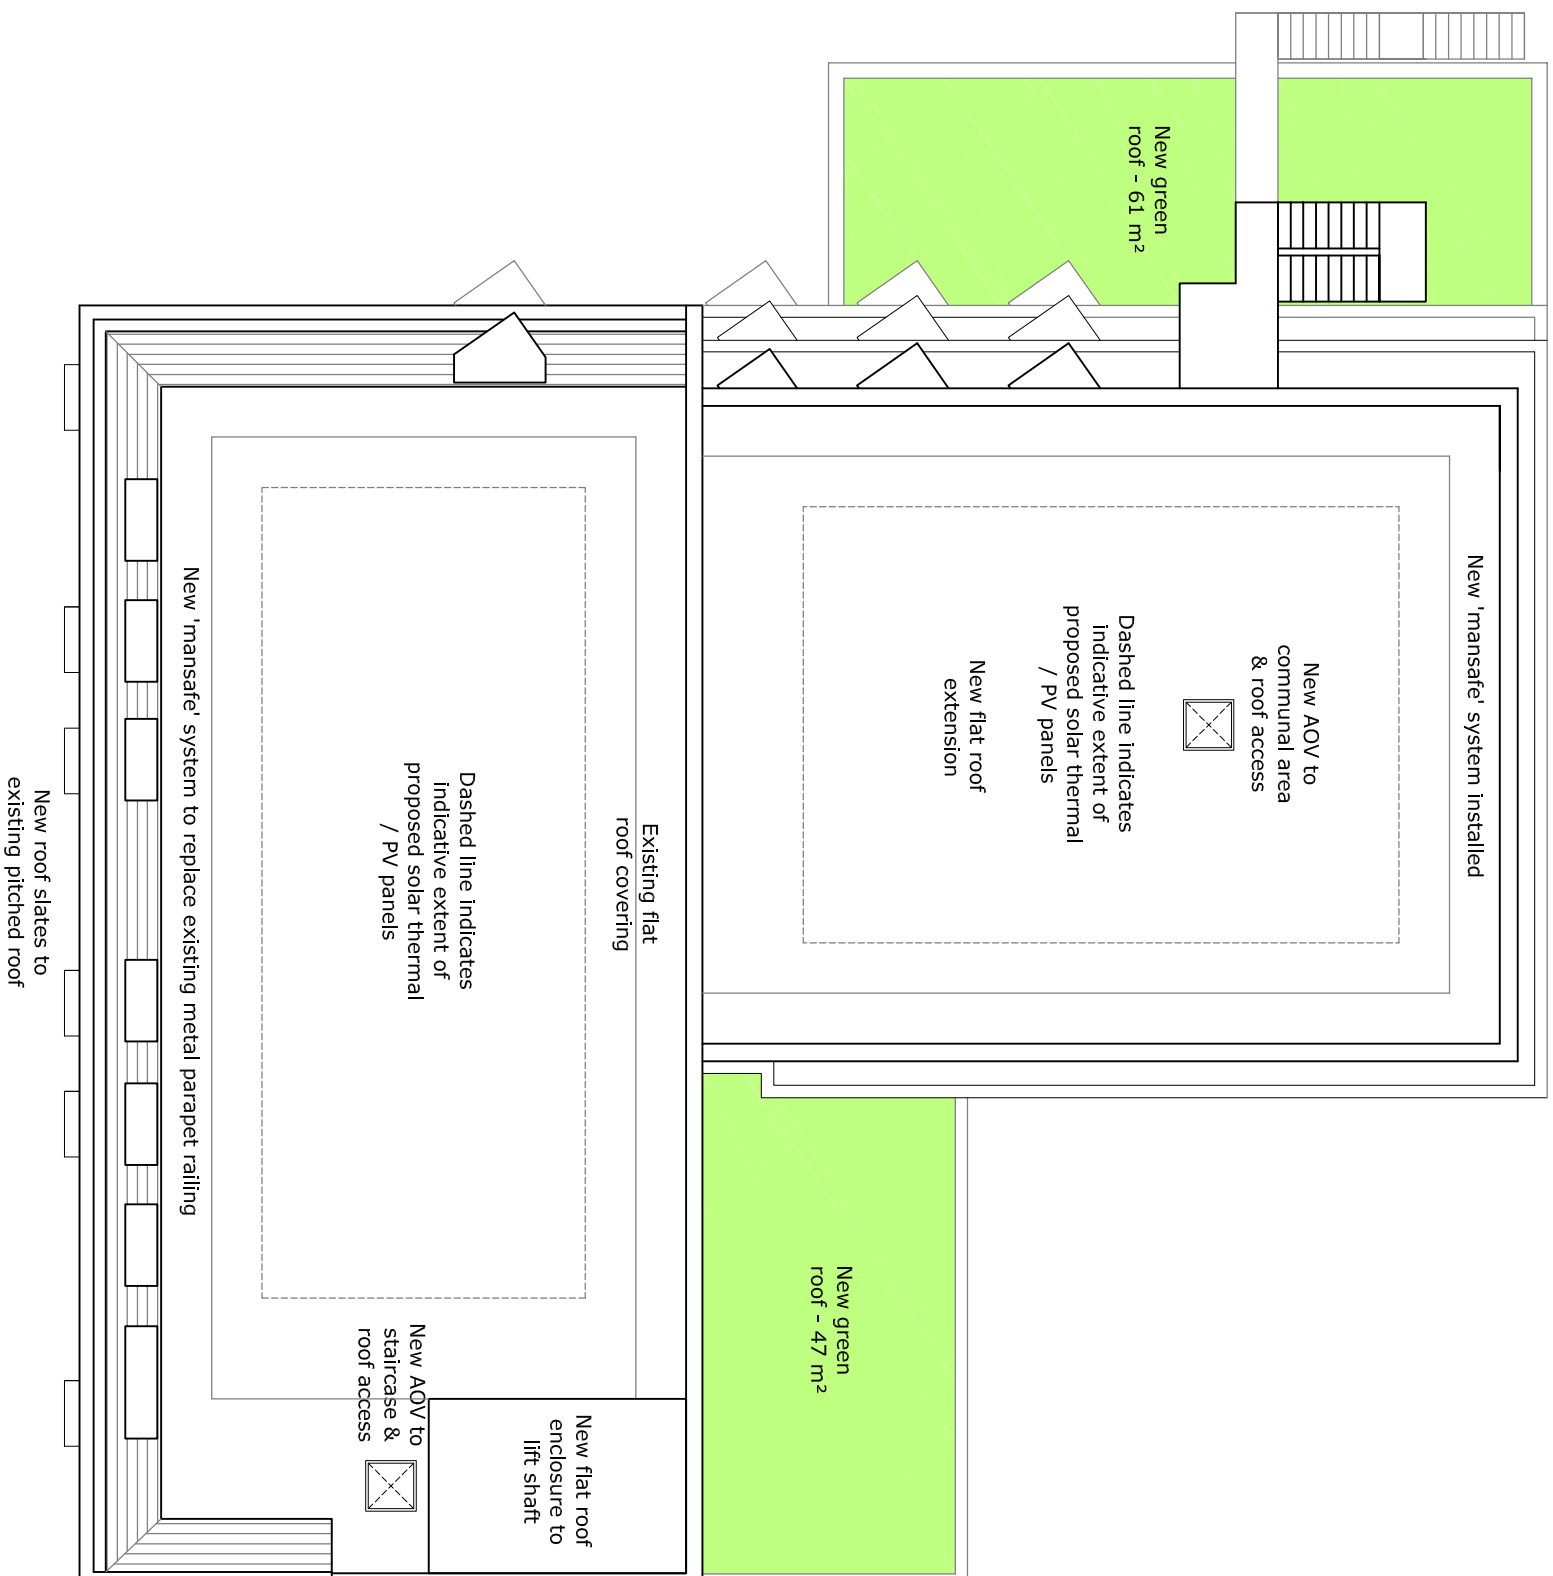 New green
roof - 61 m²
New 'mansafe' system installed
New AOV to
communal area
& roof access
Dashed line indicates
indicative extent of
proposed solar thermal
/ PV panels
New flat roof
extension
New green
roof - 47 m²
Existing flat
roof covering
Dashed line indicates
indicative extent of
proposed solar thermal
/ PV panels
New flat roof
enclosure to
lift shaft
New AOV to
staircase &
roof access
New 'mansafe' system to replace existing metal parapet railing
New roof slates to
existing pitched roof